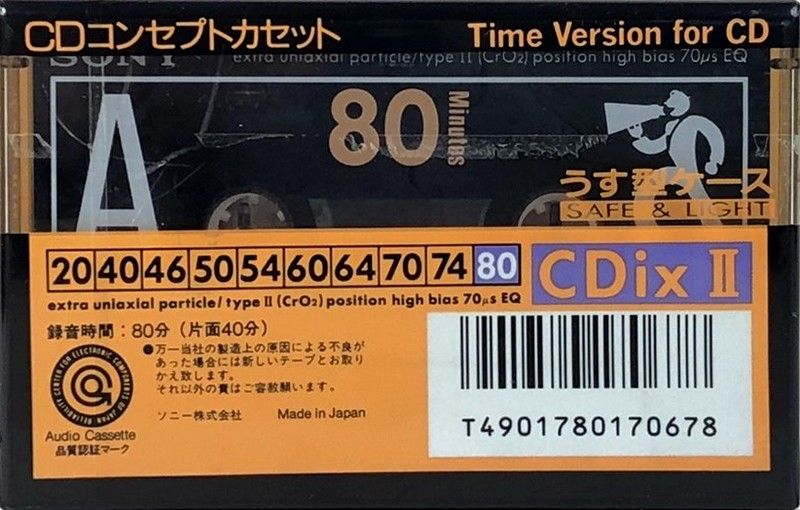 CDコンセプトカセット
Time Version for CD
SONY
extra uniaxial particle/type II (CrO₂) position high bias 70μs EQ
A
80
Minutes
うす型ケース
SAFE & LIGHT
20 40 46 50 54 60 64 70 74 80
CDix II
extra uniaxial particle/type II (CrO₂) position high bias 70μs EQ
録音時間:80分(片面40分)
●万一当社の製造上の原因による不良が
あった場合には新しいテープとお取り
かえ致します。
それ以外の責はご容赦願います。
ソニー株式会社 Made in Japan
RELIABILITY CENTER FOR ELECTRONIC COMPONENTS OF JAPAN
Audio Cassette
品質認証マーク
T4901780170678